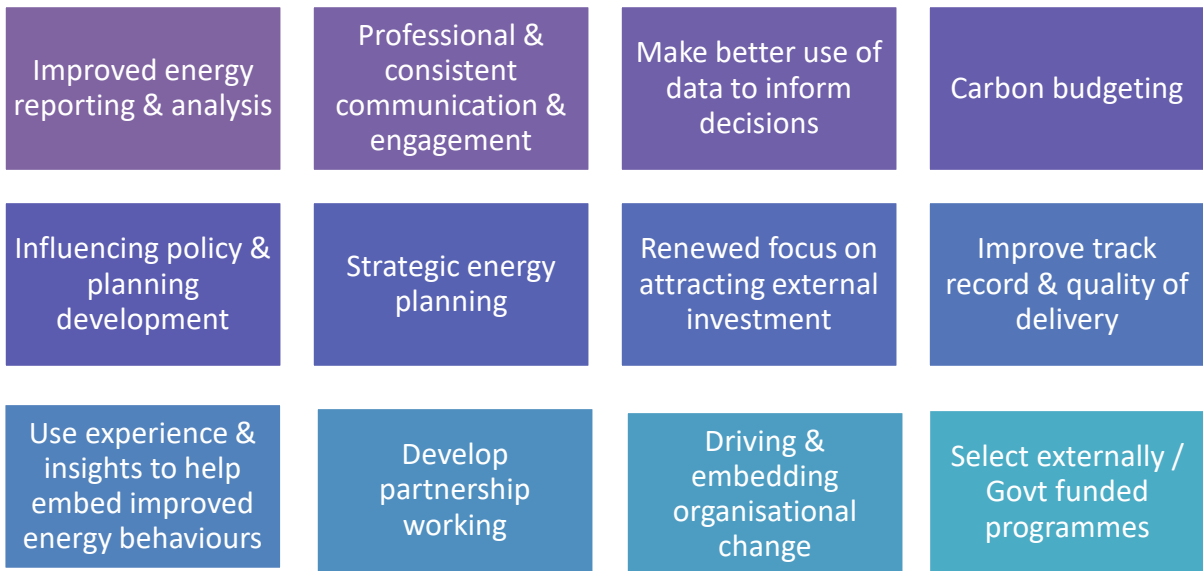 Improved energy
reporting & analysis
Professional &
consistent
communication &
engagement
Make better use of
data to inform
decisions
Carbon budgeting
Influencing policy &
planning
development
Strategic energy
planning
Renewed focus on
attracting external
investment
Improve track
record & quality of
delivery
Use experience &
insights to help
embed improved
energy behaviours
Develop
partnership
working
Driving &
embedding
organisational
change
Select externally /
Govt funded
programmes